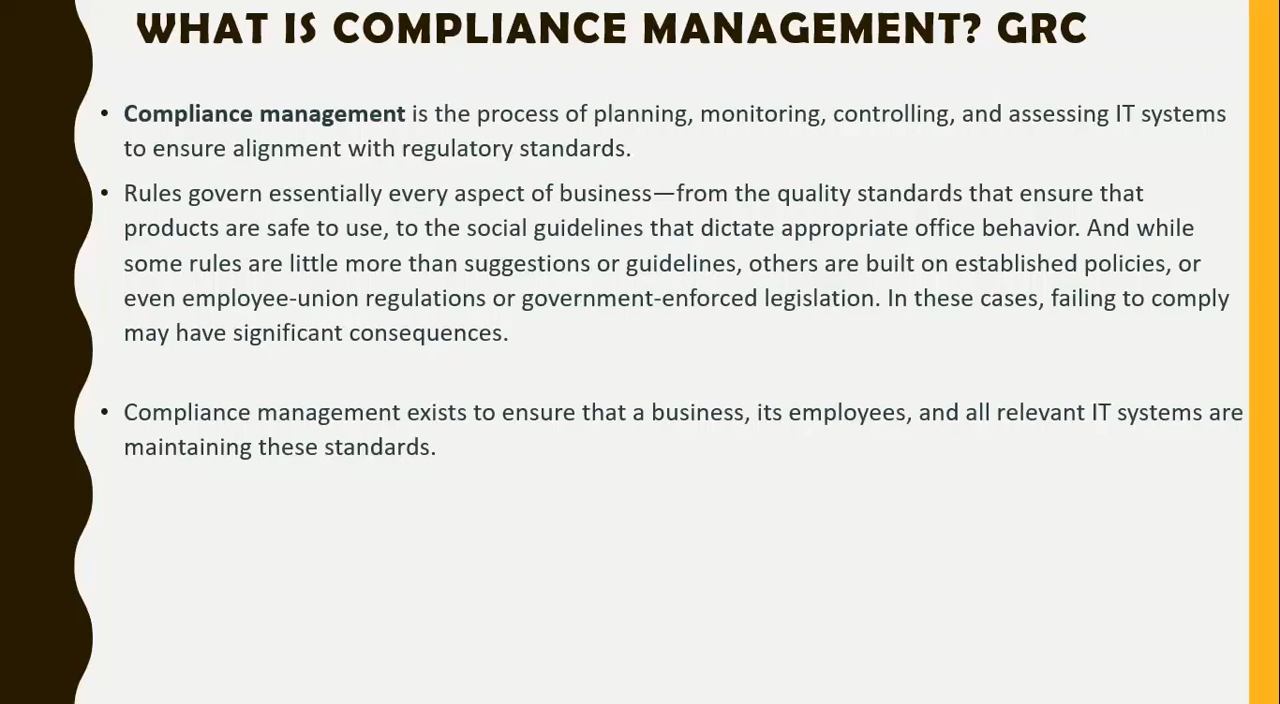 WHAT IS COMPLIANCE MANAGEMENT? GRC
• Compliance management is the process of planning, monitoring, controlling, and assessing IT systems
to ensure alignment with regulatory standards.
• Rules govern essentially every aspect of business—from the quality standards that ensure that
products are safe to use, to the social guidelines that dictate appropriate office behavior. And while
some rules are little more than suggestions or guidelines, others are built on established policies, or
even employee-union regulations or government-enforced legislation. In these cases, failing to comply
may have significant consequences.
• Compliance management exists to ensure that a business, its employees, and all relevant IT systems are
maintaining these standards.